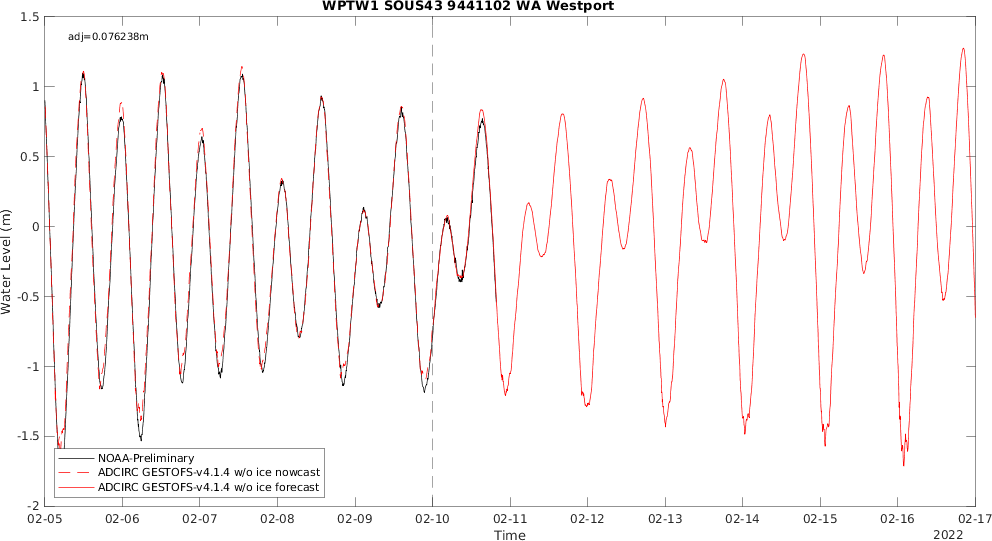 WPTW1 SOUS43 9441102 WA Westport
adj=0.076238m
1.5
1
0.5
0
-0.5
-1
-1.5
-2
Water Level (m)
NOAA-Preliminary
ADCIRC GESTOFS-v4.1.4 w/o ice nowcast
ADCIRC GESTOFS-v4.1.4 w/o ice forecast
02-05 02-06 02-07 02-08 02-09 02-10 02-11 02-12 02-13 02-14 02-15 02-16 02-17
Time
2022